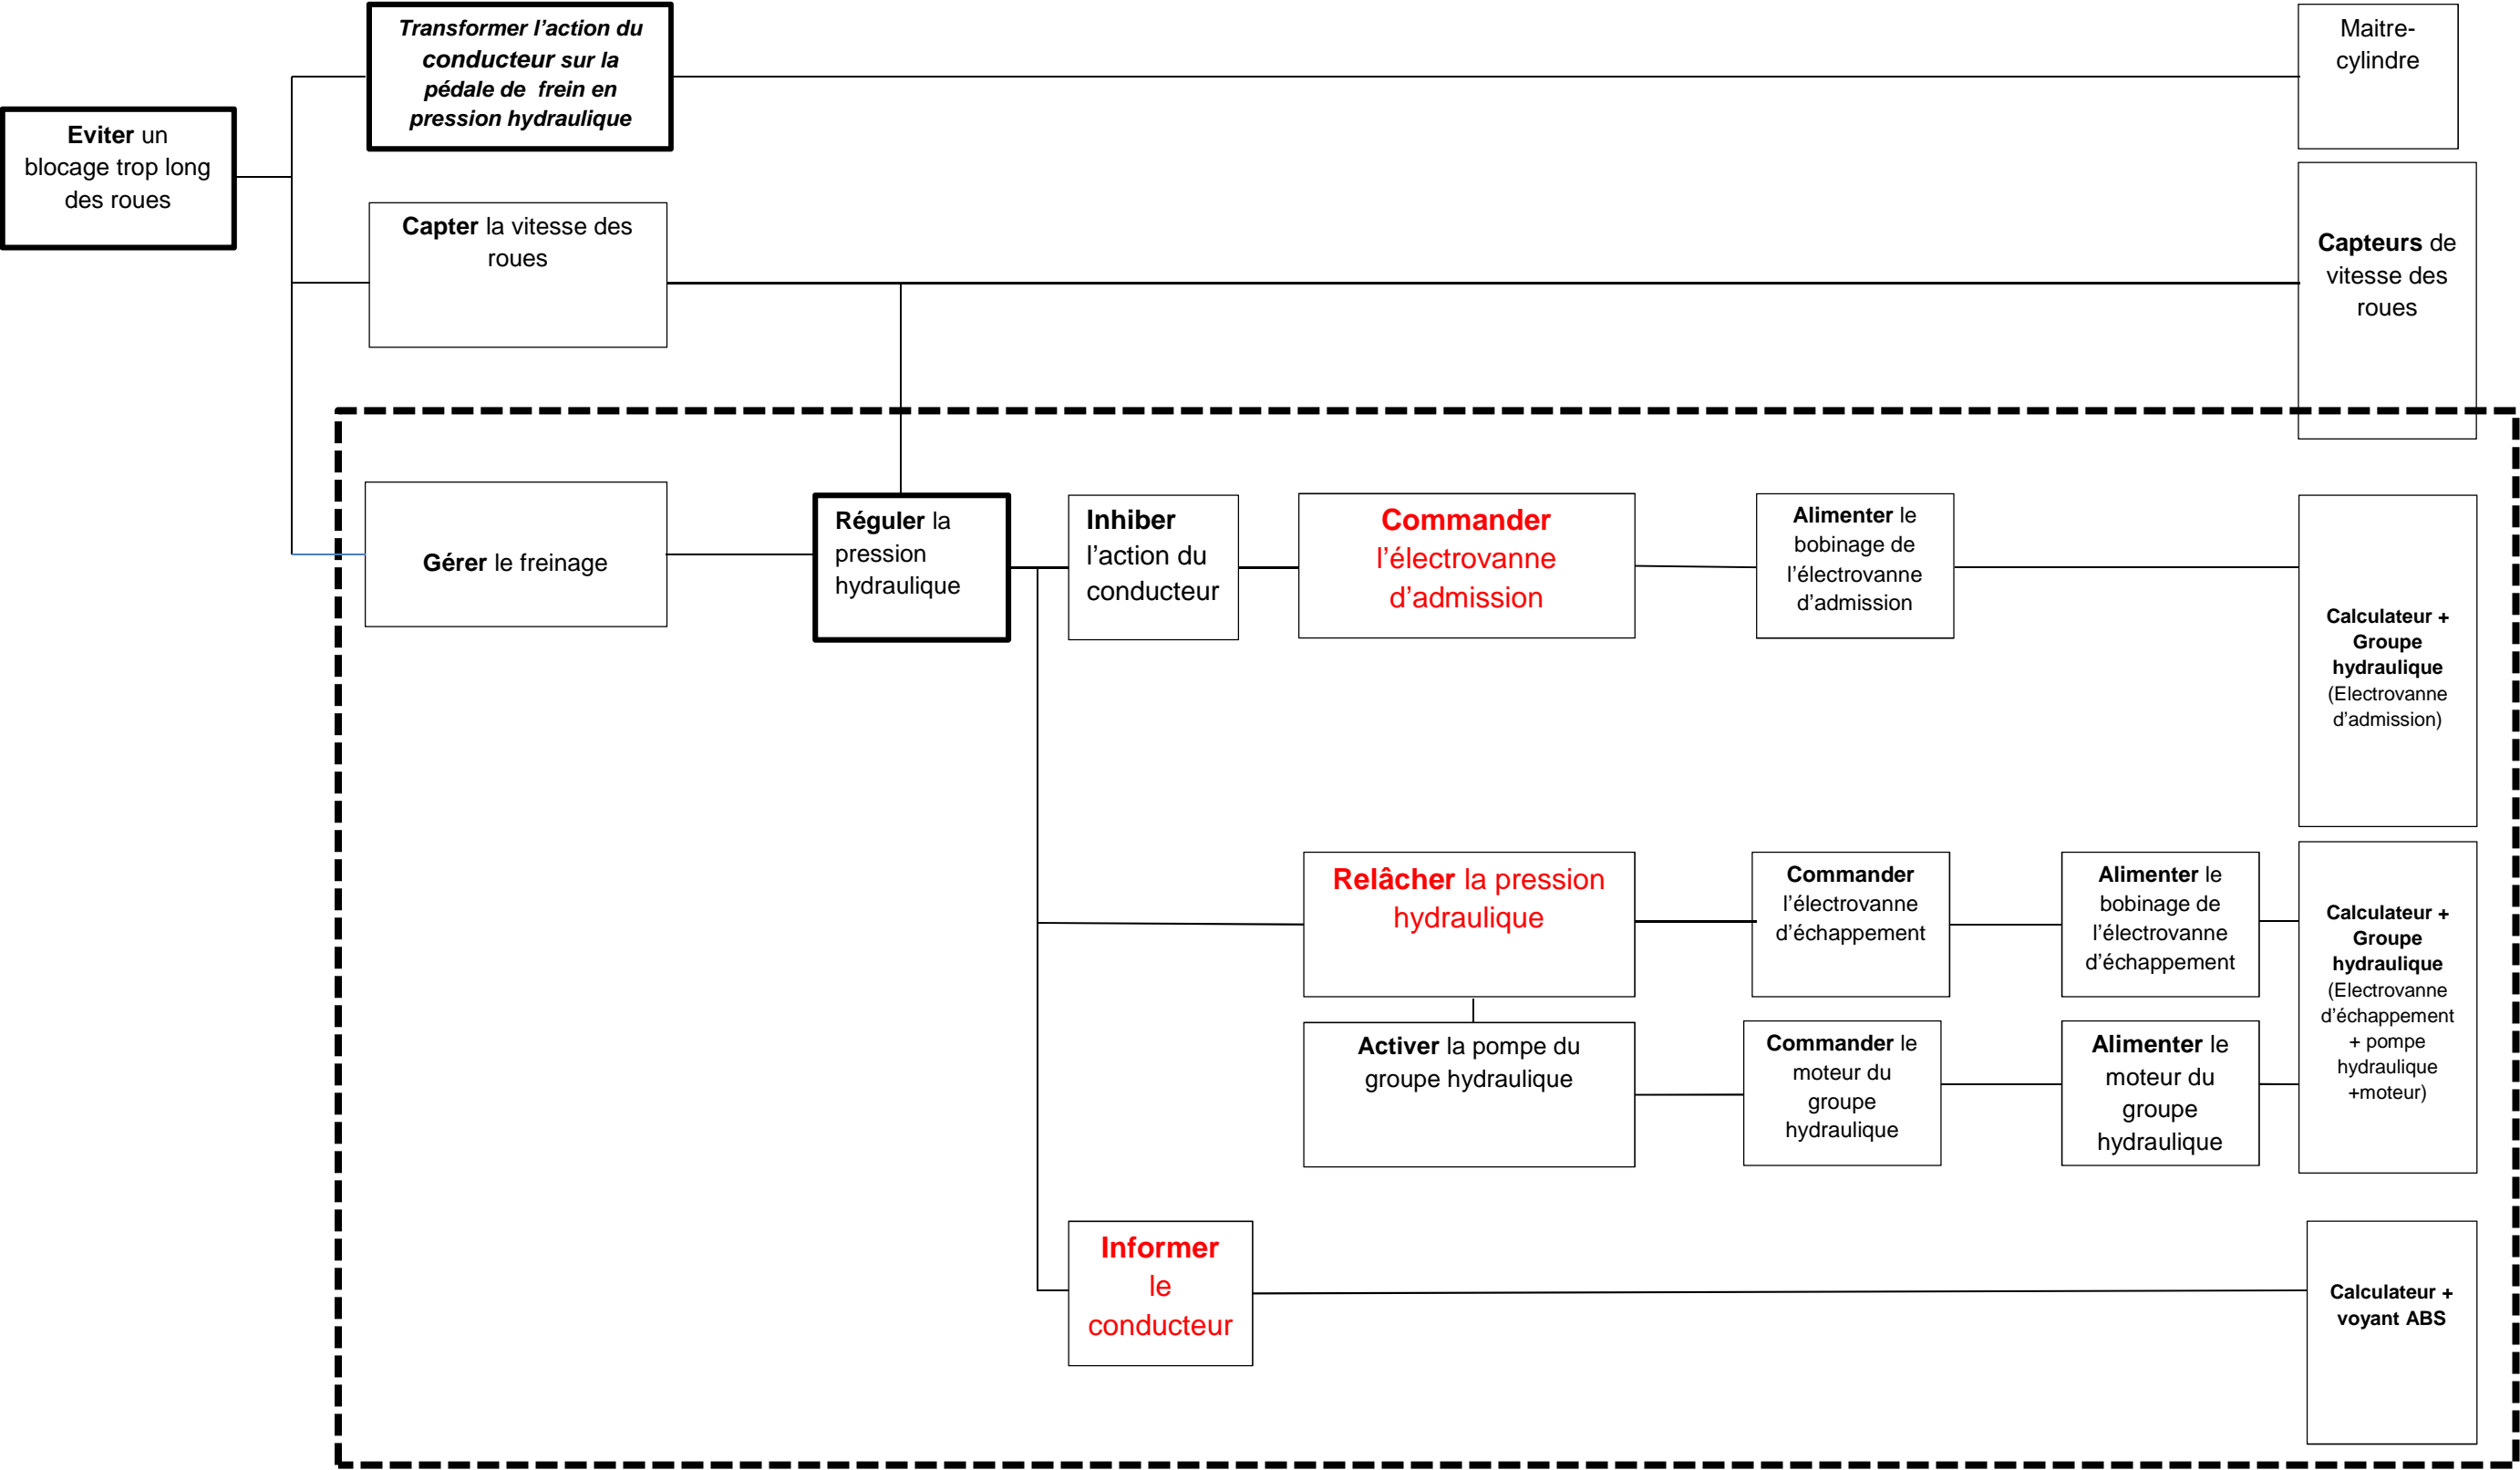 Transformer l’action du
conducteur sur la
pédale de frein en
pression hydraulique
Maitre-
cylindre
Eviter un
blocage trop long
des roues
Capter la vitesse des
roues
Capteurs de
vitesse des
roues
Gérer le freinage
Réguler la
pression
hydraulique
Inhiber
l’action du
conducteur
Commander
l’électrovanne
d’admission
Alimenter le
bobinage de
l’électrovanne
d’admission
Calculateur +
Groupe
hydraulique
(Electrovanne
d’admission)
Relâcher la pression
hydraulique
Commander
l’électrovanne
d’échappement
Alimenter le
bobinage de
l’électrovanne
d’échappement
Calculateur +
Groupe
hydraulique
(Electrovanne
d’échappement
+ pompe
hydraulique
+moteur)
Activer la pompe du
groupe hydraulique
Commander le
moteur du
groupe
hydraulique
Alimenter le
moteur du
groupe
hydraulique
Informer
le
conducteur
Calculateur +
voyant ABS